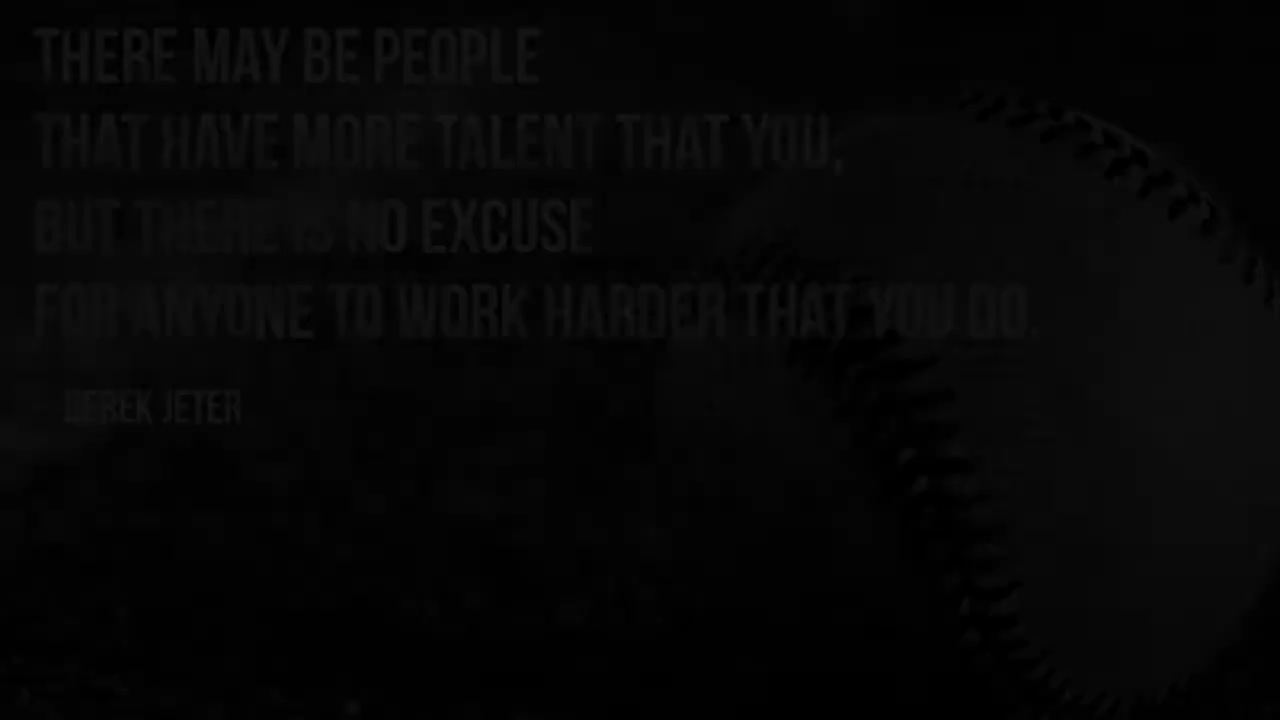 THERE MAY BE PEOPLE
THAT HAVE MORE TALENT THAT YOU,
BUT THERE IS NO EXCUSE
FOR ANYONE TO WORK HARDER THAT YOU DO.
DEREK JETER